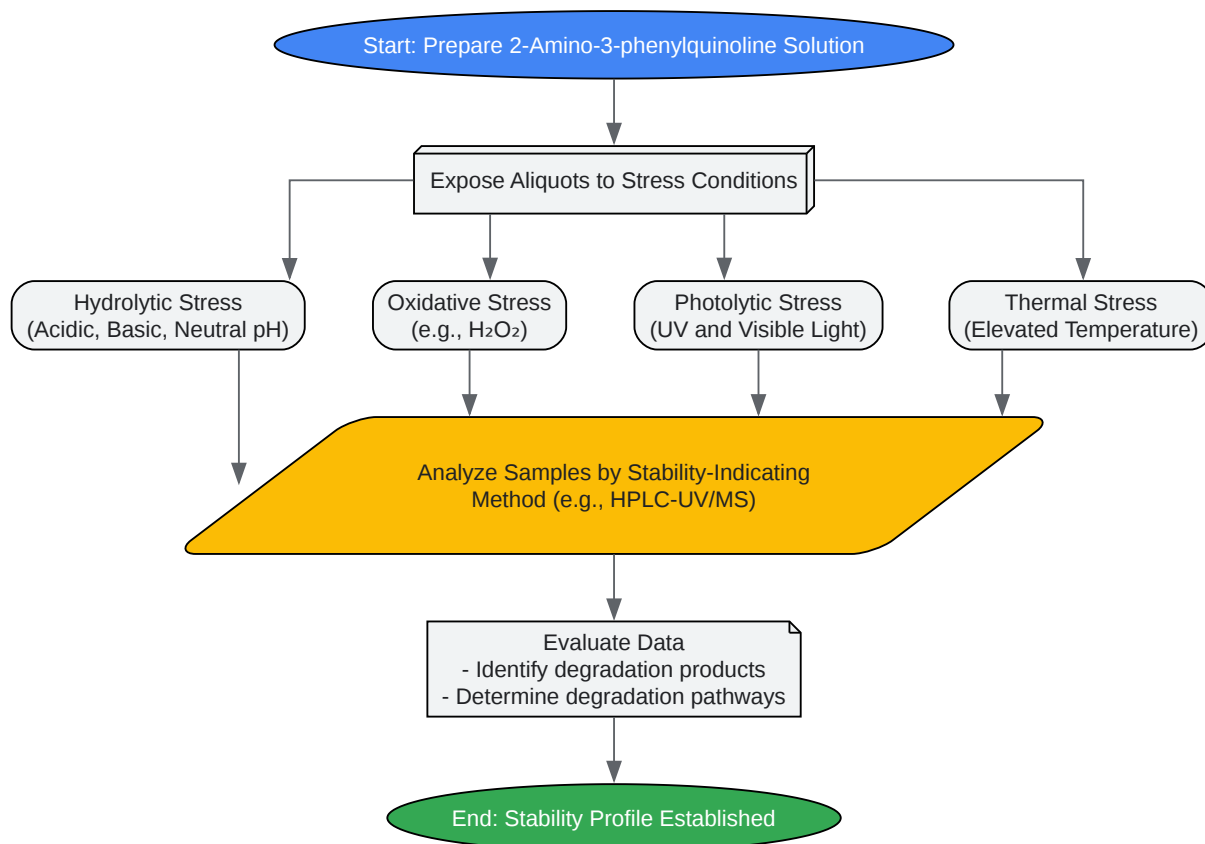 Start: Prepare 2-Amino-3-phenylquinoline Solution
Expose Aliquots to Stress Conditions
Hydrolytic Stress
(Acidic, Basic, Neutral pH)
Oxidative Stress
(e.g., H₂O₂)
Photolytic Stress
(UV and Visible Light)
Thermal Stress
(Elevated Temperature)
Analyze Samples by Stability-Indicating
Method (e.g., HPLC-UV/MS)
Evaluate Data
- Identify degradation products
- Determine degradation pathways
End: Stability Profile Established